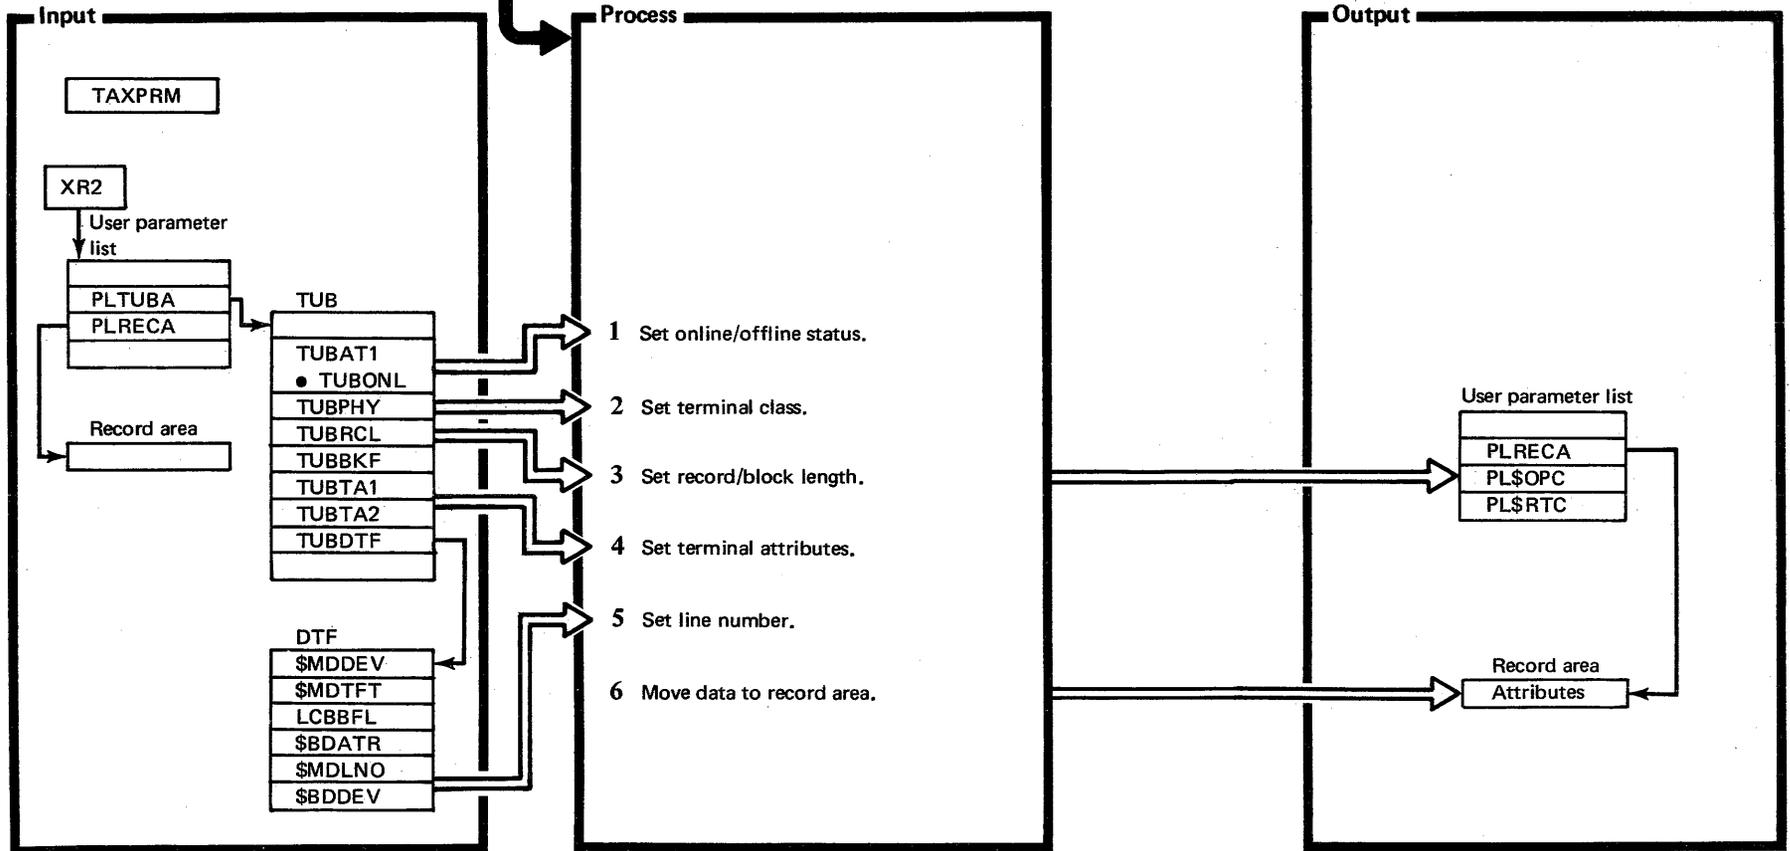 Input
TAXPRM
XR2
User parameter
list
PLTUBA
PLRECA
Record area
TUB
TUBAT1
● TUBONL
TUBPHY
TUBRCL
TUBBKF
TUBTA1
TUBTA2
TUBDTF
DTF
$MDDEV
$MDTFT
LCBBFL
$BDATR
$MDLNO
$BDDEV
Process
1 Set online/offline status.
2 Set terminal class.
3 Set record/block length.
4 Set terminal attributes.
5 Set line number.
6 Move data to record area.
Output
User parameter list
PLRECA
PL$OPC
PL$RTC
Record area
Attributes